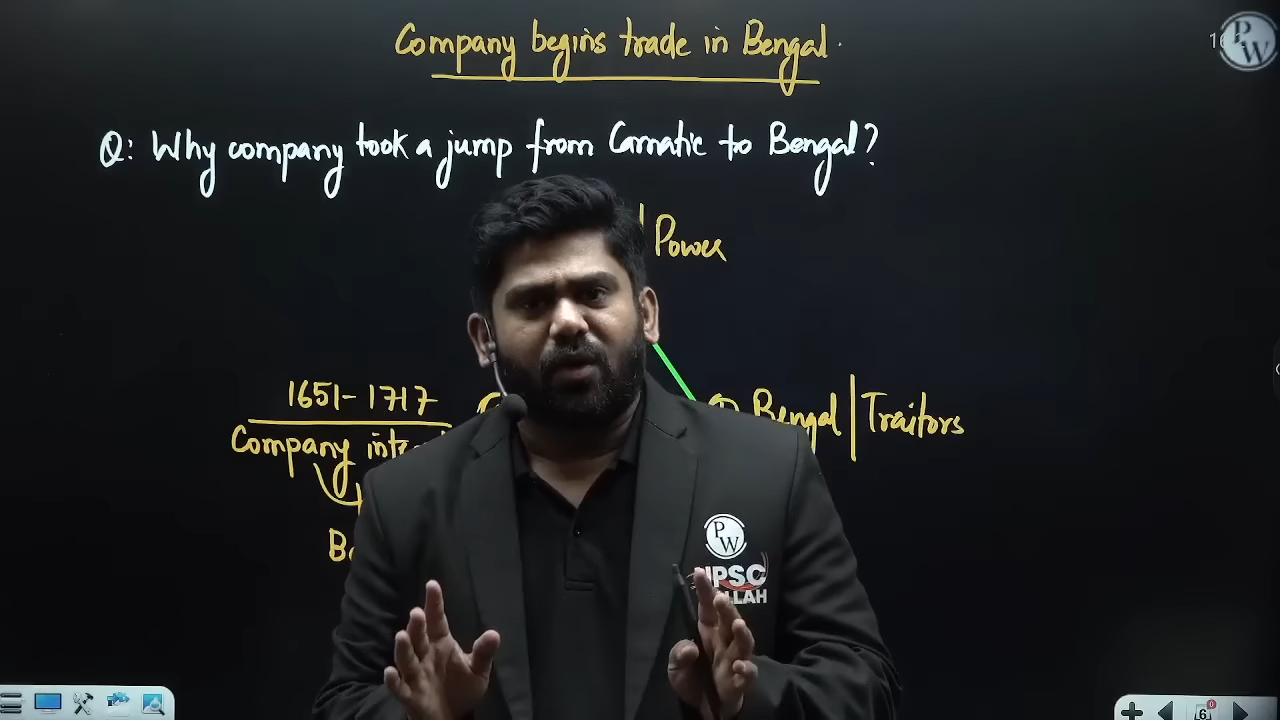 Company begins trade in Bengal
PW
Q: Why company took a jump from Carnatic to Bengal?
Power
1651-1717
Bengal | Traitors
Company
PW